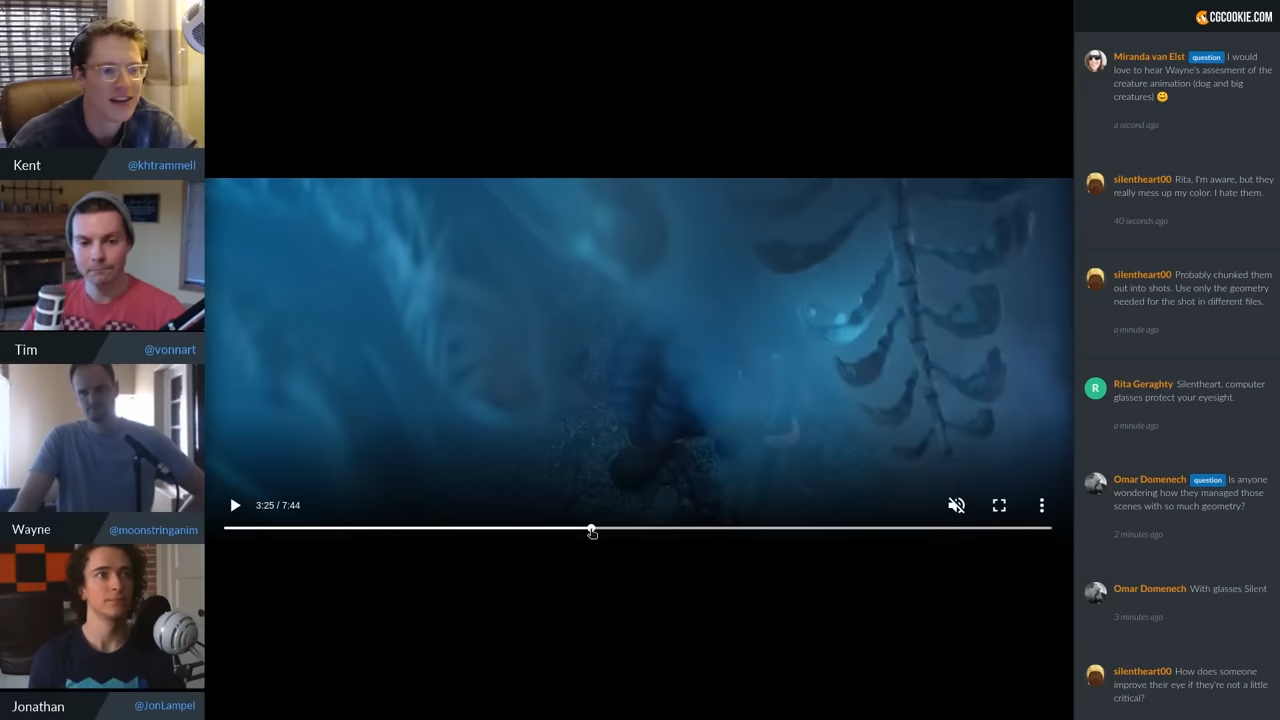 Kent @khtrammell
Tim @vonnart
Wayne @moonstringanim
Jonathan @JonLampel
3:25 / 7:44
CGCOOKIE.COM
Miranda van Elst question I would
love to hear Wayne's assesment of the
creature animation (dog and big
creatures) 😊
a second ago
silentheart00 Rita, I'm aware, but they
really mess up my color. I hate them.
40 seconds ago
silentheart00 Probably chunked them
out into shots. Use only the geometry
needed for the shot in different files.
a minute ago
R
Rita Geraghty Silentheart, computer
glasses protect your eyesight.
a minute ago
Omar Domenech question Is anyone
wondering how they managed those
scenes with so much geometry?
2 minutes ago
Omar Domenech With glasses Silent
3 minutes ago
silentheart00 How does someone
improve their eye if they're not a little
critical?